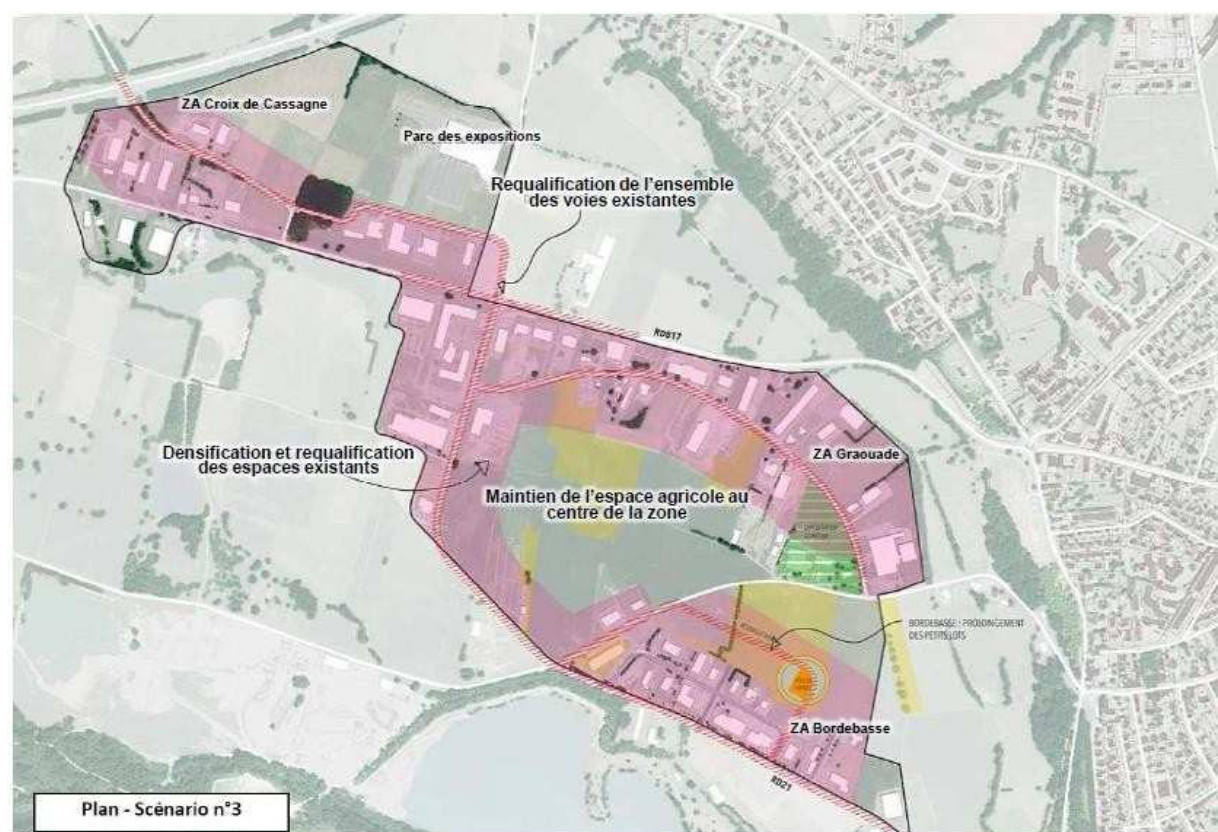 ZA Croix de Cassagne
Parc des expositions
Requalification de l'ensemble
des voies existantes
RD817
Densification et requalification
des espaces existants
ZA Graouade
Maintien de l'espace agricole au
centre de la zone
BORDEBASSE : PROLONGEMENT
DES PETITS LOTS
ZA Bordebasse
RD21
Plan - Scénario n°3